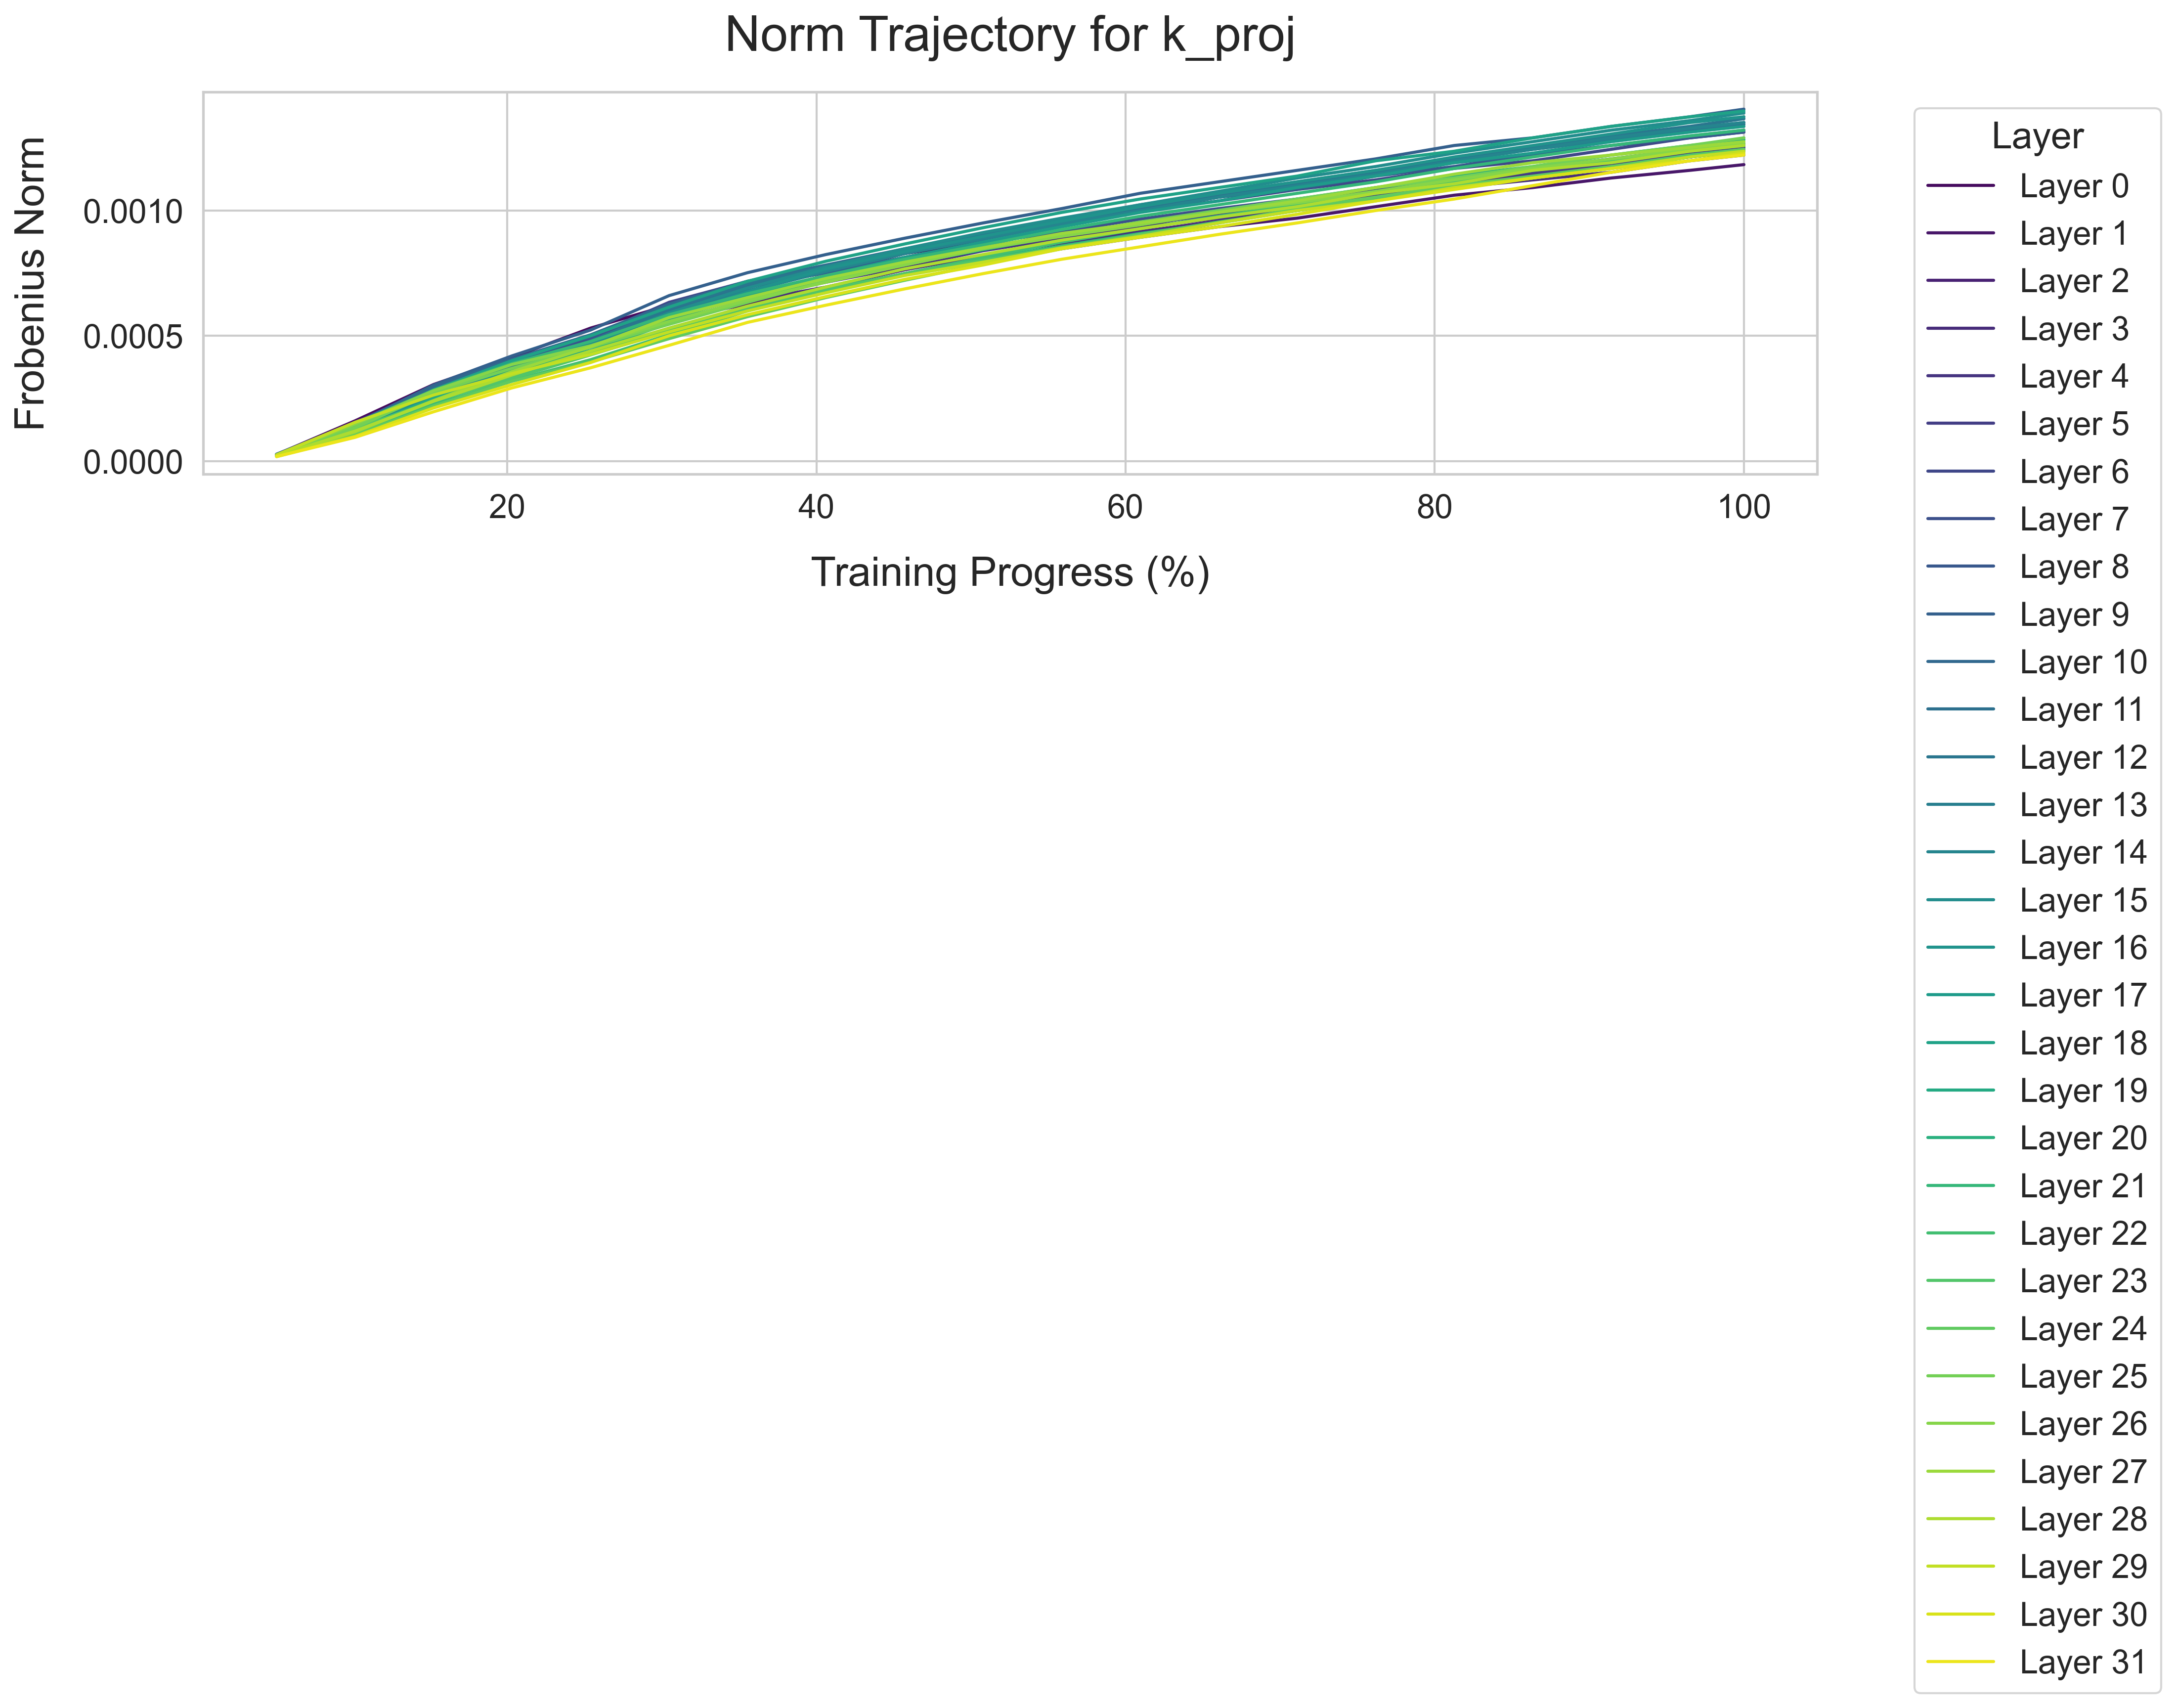 Norm Trajectory for k_proj
Frobenius Norm
0.0010
0.0005
0.0000
20 40 60 80 100
Training Progress (%)
Layer
Layer 0
Layer 1
Layer 2
Layer 3
Layer 4
Layer 5
Layer 6
Layer 7
Layer 8
Layer 9
Layer 10
Layer 11
Layer 12
Layer 13
Layer 14
Layer 15
Layer 16
Layer 17
Layer 18
Layer 19
Layer 20
Layer 21
Layer 22
Layer 23
Layer 24
Layer 25
Layer 26
Layer 27
Layer 28
Layer 29
Layer 30
Layer 31